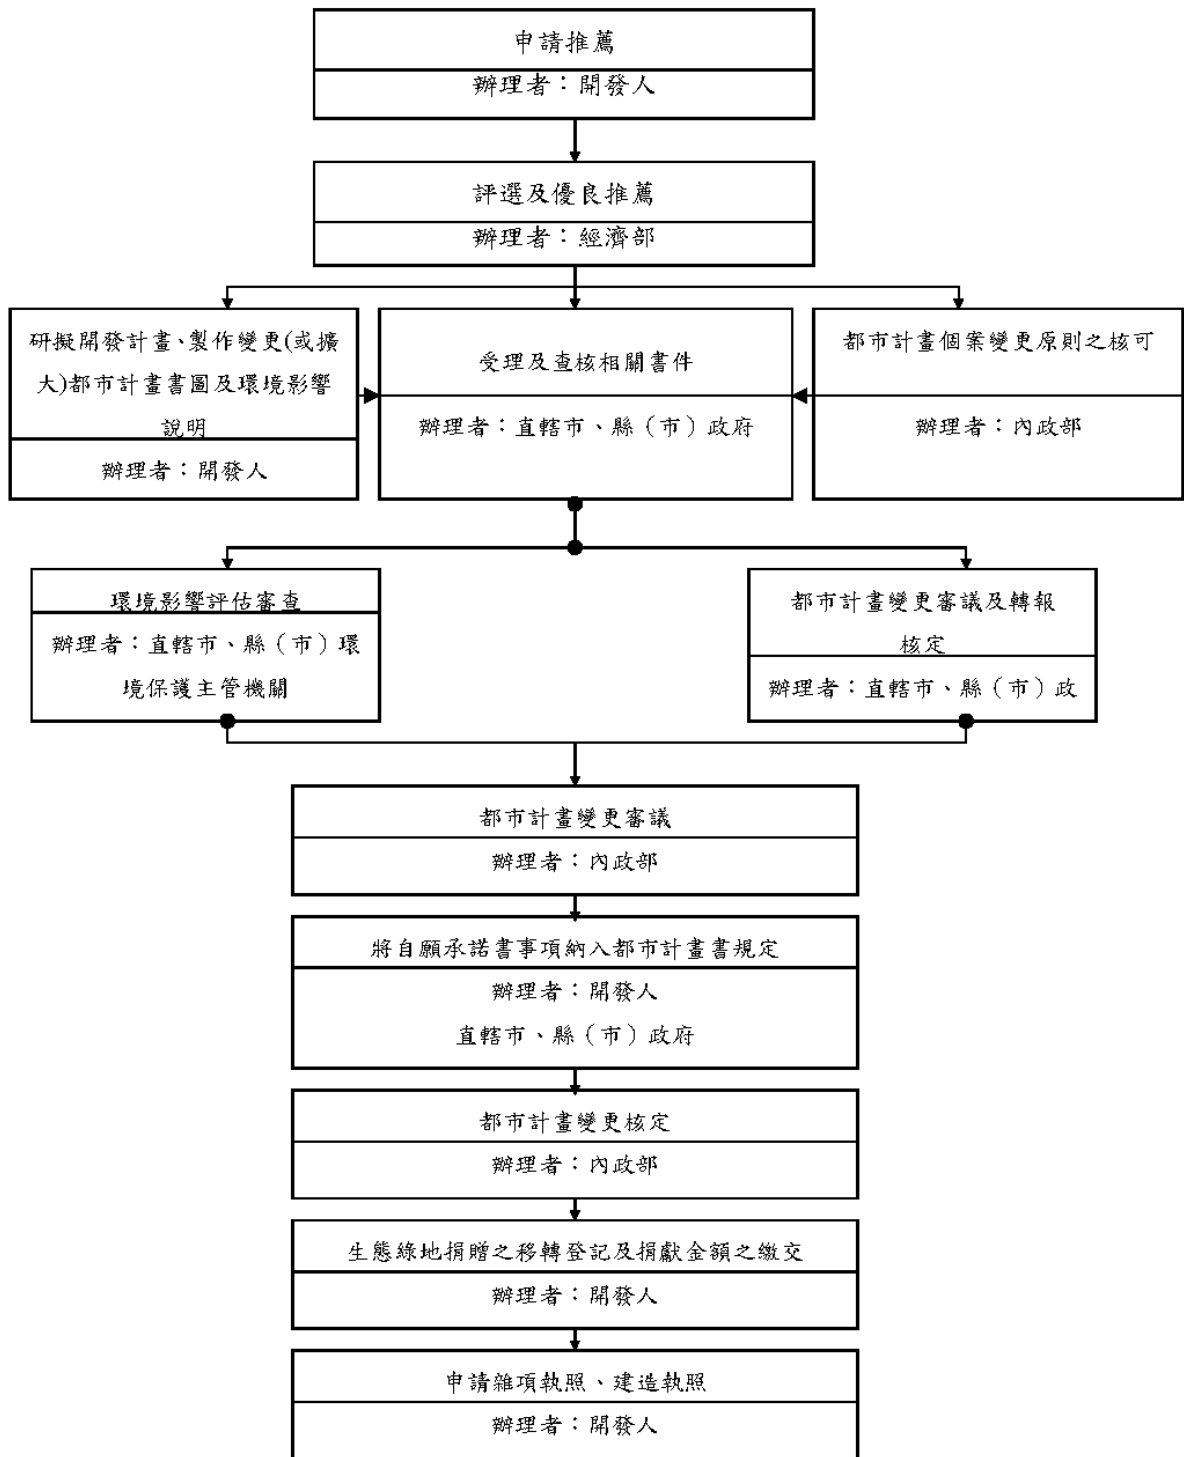 申請推薦
辦理者：開發人
評選及優良推薦
辦理者：經濟部
研擬開發計畫、製作變更(或擴
大)都市計畫書圖及環境影響
說明
辦理者：開發人
受理及查核相關書件
辦理者：直轄市、縣（市）政府
都市計畫個案變更原則之核可
辦理者：內政部
環境影響評估審查
辦理者：直轄市、縣（市）環
境保護主管機關
都市計畫變更審議及轉報
核定
辦理者：直轄市、縣（市）政
都市計畫變更審議
辦理者：內政部
將自願承諾書事項納入都市計畫書規定
辦理者：開發人
直轄市、縣（市）政府
都市計畫變更核定
辦理者：內政部
生態綠地捐贈之移轉登記及捐獻金額之繳交
辦理者：開發人
申請雜項執照、建造執照
辦理者：開發人